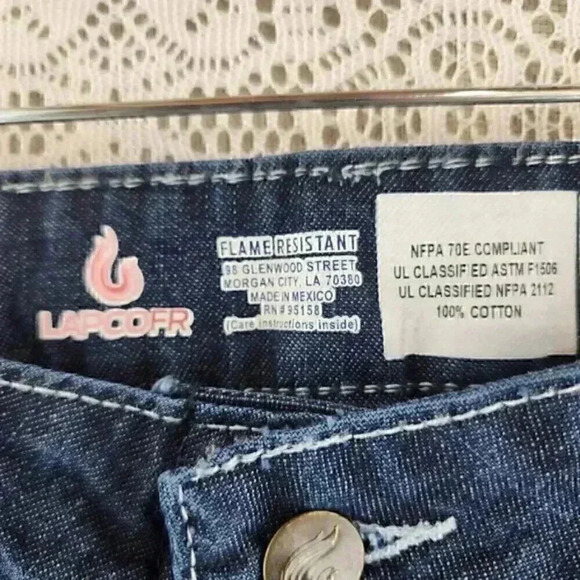 LAPCOFR
FLAME RESISTANT
98 GLENWOOD STREET
MORGAN CITY, LA 70380
MADE IN MEXICO
RN # 95158
(Care instructions inside)
NFPA 70E COMPLIANT
UL CLASSIFIED ASTM F1506
UL CLASSIFIED NFPA 2112
100% COTTON